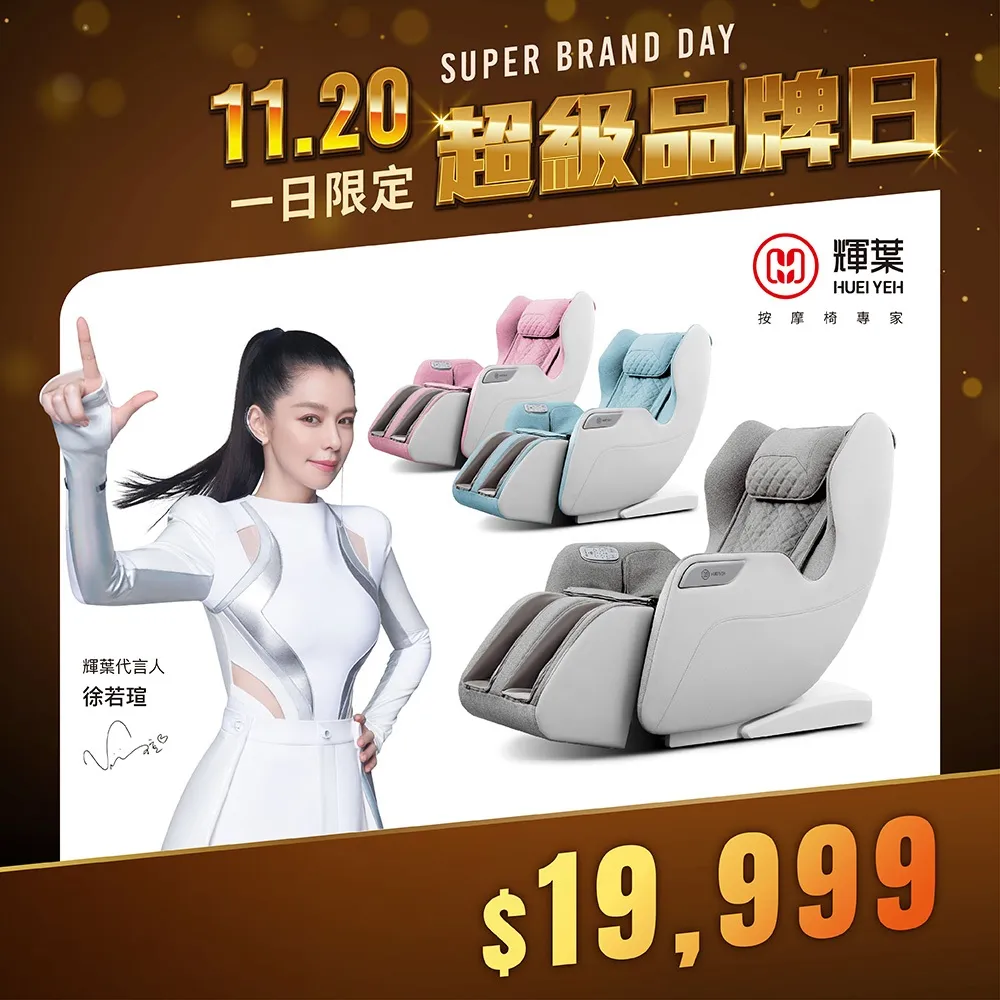 SUPER BRAND DAY
11.20
超級品牌日
一日限定
輝葉
HUEI YEH
按摩椅專家
輝葉代言人
徐若瑄
$19,999